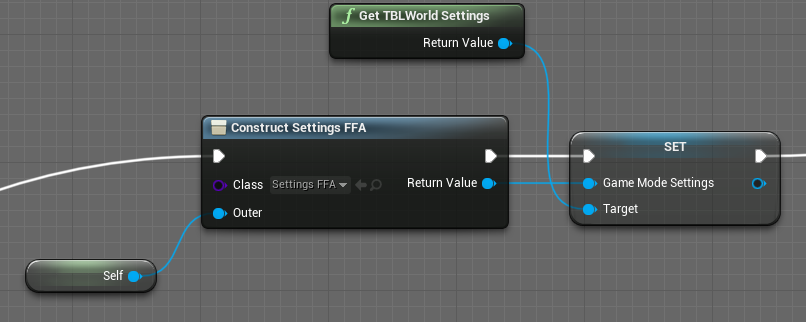 f Get TBLWorld Settings
Return Value
Construct Settings FFA
SET
Class Settings FFA Return Value
Game Mode Settings
Outer
Target
Self